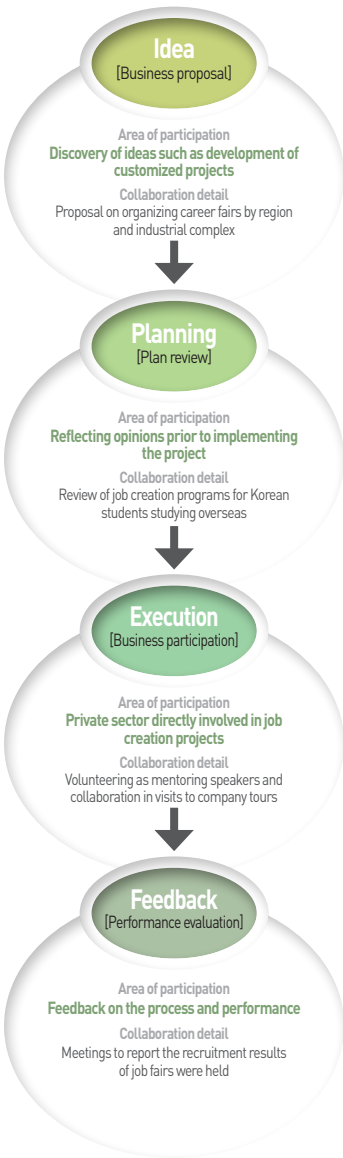 Idea
[Business proposal]
Area of participation
Discovery of ideas such as development of
customized projects
Collaboration detail
Proposal on organizing career fairs by region
and industrial complex
Planning
[Plan review]
Area of participation
Reflecting opinions prior to implementing
the project
Collaboration detail
Review of job creation programs for Korean
students studying overseas
Execution
[Business participation]
Area of participation
Private sector directly involved in job
creation projects
Collaboration detail
Volunteering as mentoring speakers and
collaboration in visits to company tours
Feedback
[Performance evaluation]
Area of participation
Feedback on the process and performance
Collaboration detail
Meetings to report the recruitment results
of job fairs were held